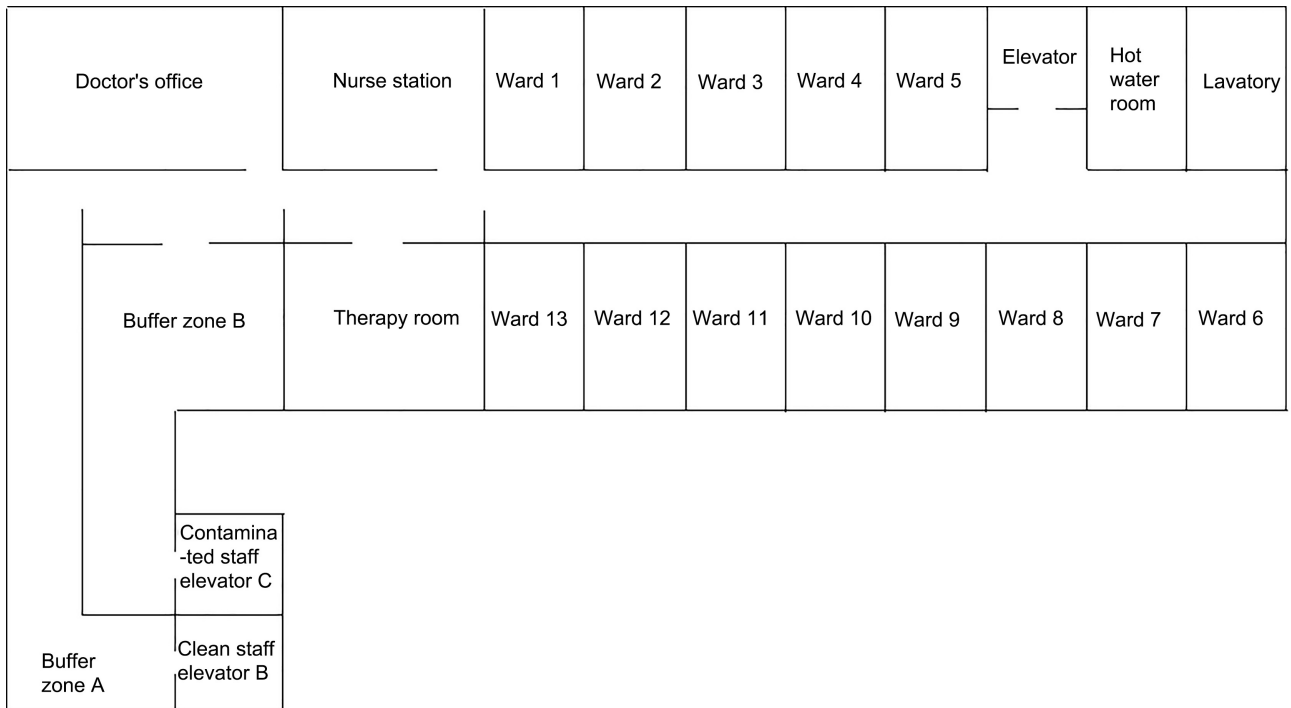 Doctor's office
Nurse station
Ward 1
Ward 2
Ward 3
Ward 4
Ward 5
Elevator
Hot
water
room
Lavatory
Buffer zone B
Therapy room
Ward 13
Ward 12
Ward 11
Ward 10
Ward 9
Ward 8
Ward 7
Ward 6
Contamina
-ted staff
elevator C
Clean staff
elevator B
Buffer
zone A